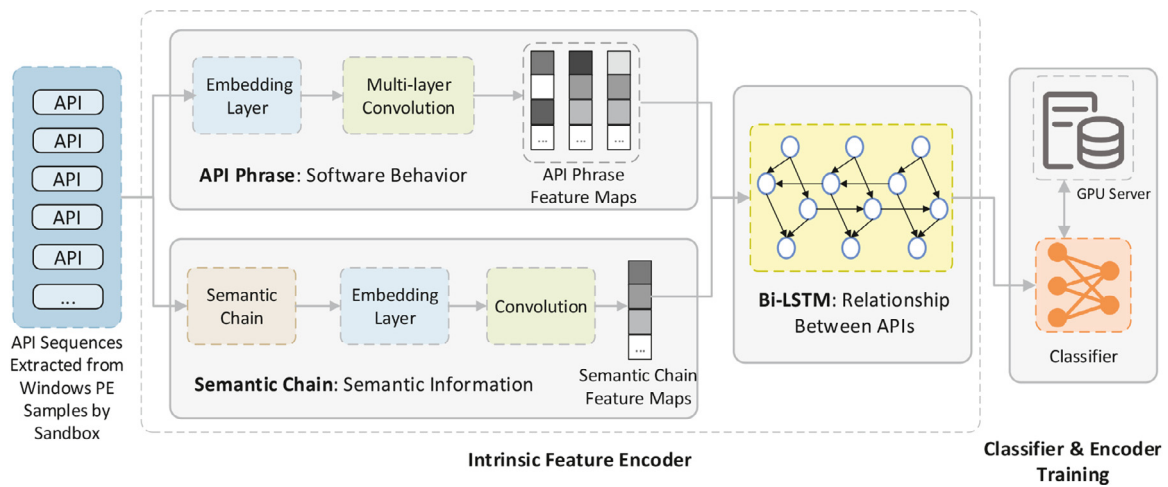 API
API
API
API
API
...
API Sequences
Extracted from
Windows PE
Samples by
Sandbox
Embedding
Layer
Multi-layer
Convolution
... ... ...
API Phrase
Feature Maps
API Phrase: Software Behavior
Semantic
Chain
Embedding
Layer
Convolution
...
Semantic Chain
Feature Maps
Semantic Chain: Semantic Information
Bi-LSTM: Relationship
Between APIs
Intrinsic Feature Encoder
GPU Server
Classifier
Classifier & Encoder
Training